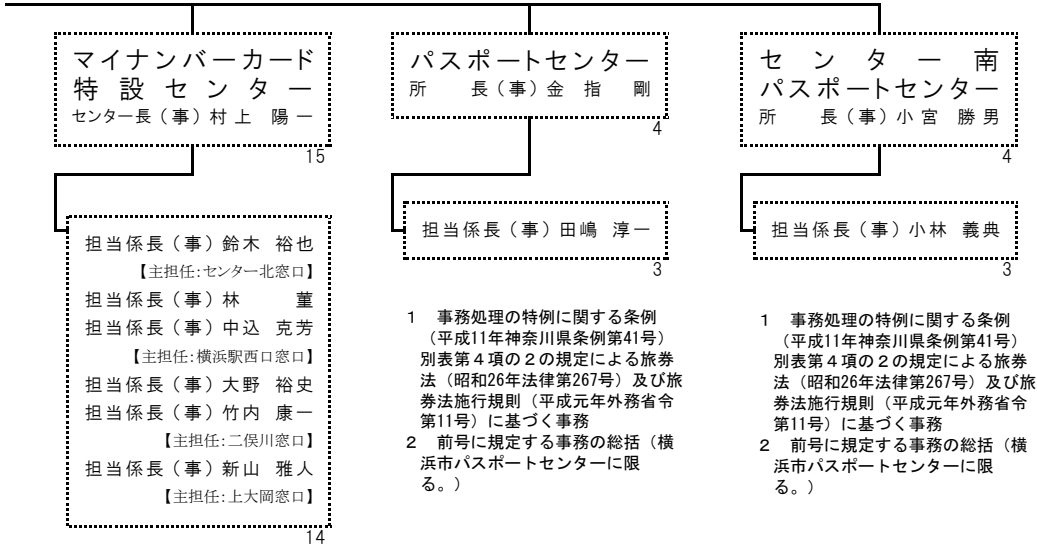 マイナンバーカード
特設センター
センター長（事）村上 陽一
15
担当係長（事）鈴木 裕也
【主担任:センター北窓口】
担当係長（事）林 菫
担当係長（事）中込 克芳
【主担任:横浜駅西口窓口】
担当係長（事）大野 裕史
担当係長（事）竹内 康一
【主担任:二俣川窓口】
担当係長（事）新山 雅人
【主担任:上大岡窓口】
14
パスポートセンター
所 長（事）金指 剛
4
担当係長（事）田嶋 淳一
3
1 事務処理の特例に関する条例
（平成11年神奈川県条例第41号）
別表第４項の２の規定による旅券
法（昭和26年法律第267号）及び旅
券法施行規則（平成元年外務省令
第11号）に基づく事務
2 前号に規定する事務の総括（横
浜市パスポートセンターに限
る。）
センター南
パスポートセンター
所 長（事）小宮 勝男
4
担当係長（事）小林 義典
3
1 事務処理の特例に関する条例
（平成11年神奈川県条例第41号）
別表第４項の２の規定による旅券
法（昭和26年法律第267号）及び旅
券法施行規則（平成元年外務省令
第11号）に基づく事務
2 前号に規定する事務の総括（横
浜市パスポートセンターに限
る。）